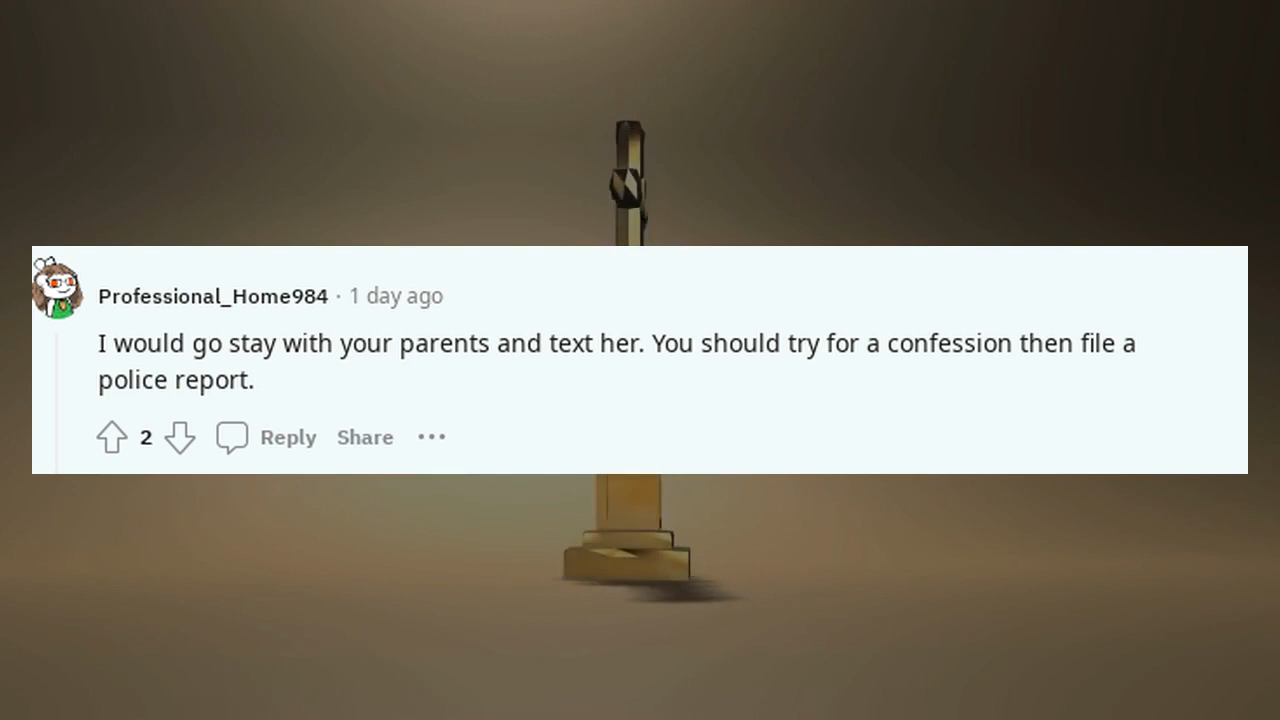 Professional_Home984 · 1 day ago
I would go stay with your parents and text her. You should try for a confession then file a
police report.
2 Reply Share ···